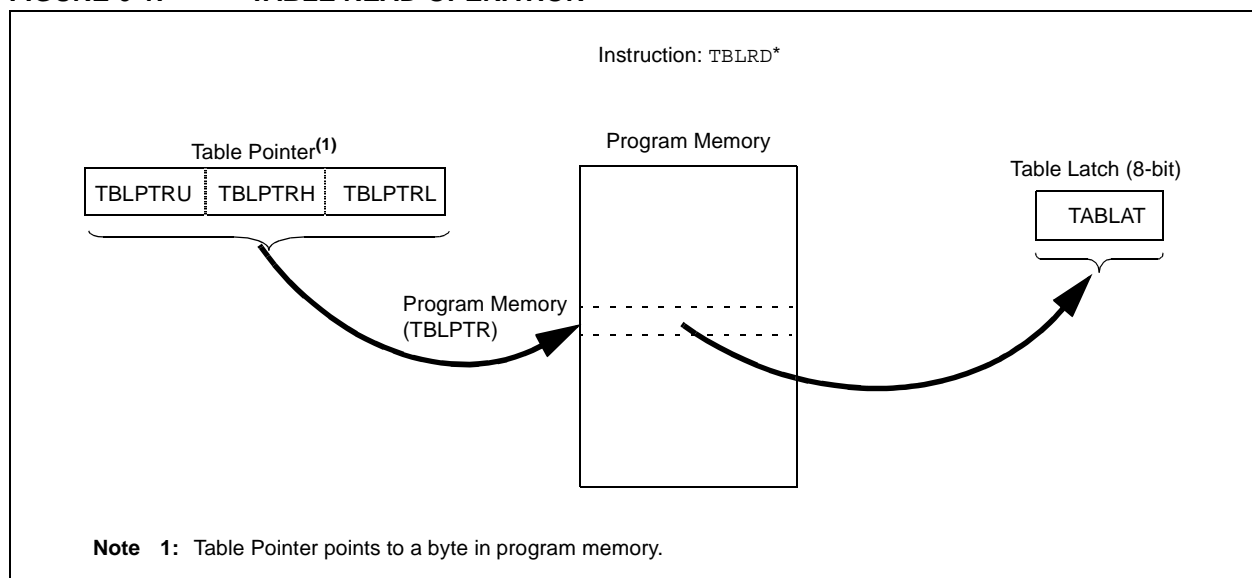 Instruction: TBLRD*
Table Pointer(1)
Program Memory
Table Latch (8-bit)
TBLPTRU TBLPTRH TBLPTRL
TABLAT
Program Memory
(TBLPTR)
Note 1: Table Pointer points to a byte in program memory.